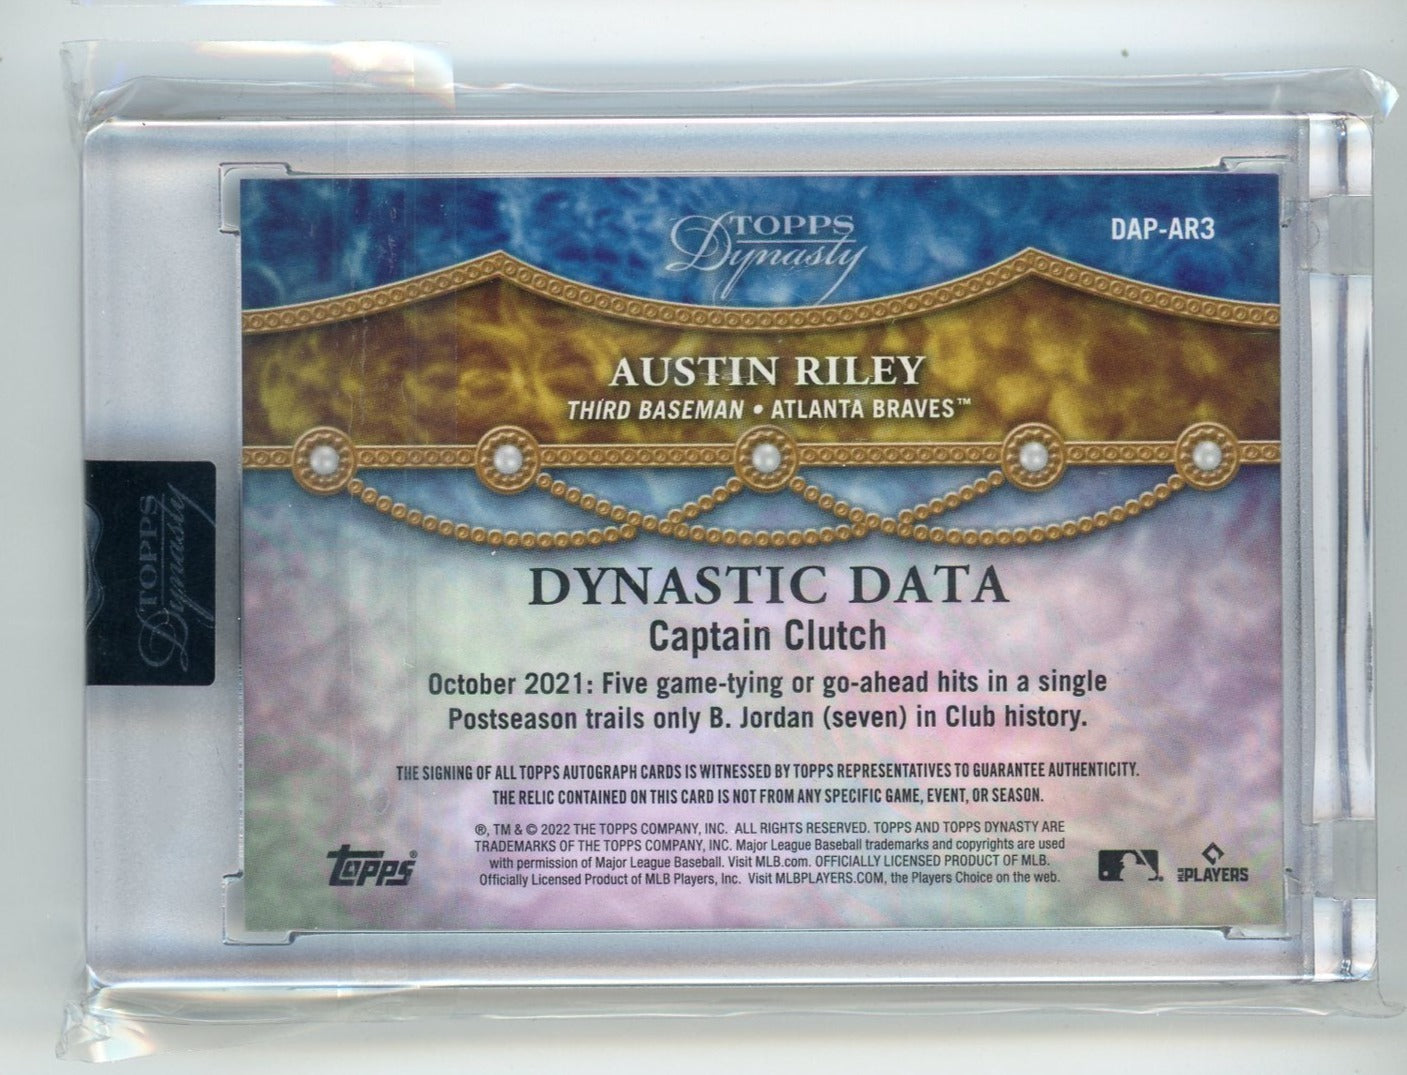 TOPPS
Dynasty
DAP-AR3
AUSTIN RILEY
THIRD BASEMAN • ATLANTA BRAVES™
TOPPS
Dynasty
DYNASTIC DATA
Captain Clutch
October 2021: Five game-tying or go-ahead hits in a single
Postseason trails only B. Jordan (seven) in Club history.
THE SIGNING OF ALL TOPPS AUTOGRAPH CARDS IS WITNESSED BY TOPPS REPRESENTATIVES TO GUARANTEE AUTHENTICITY.
THE RELIC CONTAINED ON THIS CARD IS NOT FROM ANY SPECIFIC GAME, EVENT, OR SEASON.
®, TM & © 2022 THE TOPPS COMPANY, INC. ALL RIGHTS RESERVED. TOPPS AND TOPPS DYNASTY ARE
TRADEMARKS OF THE TOPPS COMPANY, INC. Major League Baseball trademarks and copyrights are used
with permission of Major League Baseball. Visit MLB.com. OFFICIALLY LICENSED PRODUCT OF MLB.
Officially Licensed Product of MLB Players, Inc. Visit MLBPLAYERS.COM, the Players Choice on the web.
topps®
MLB PLAYERS